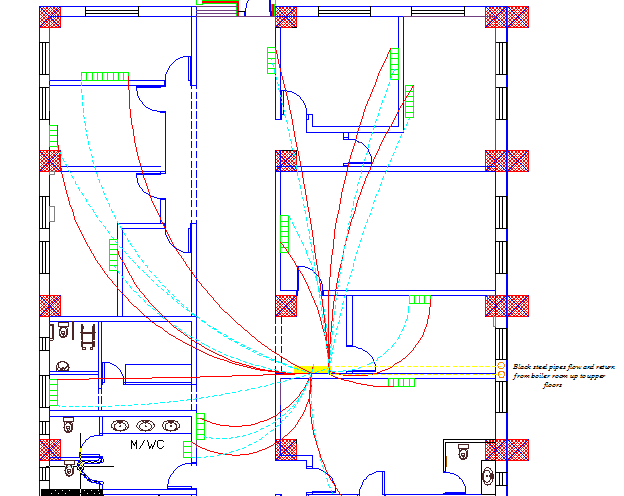 Black steel pipes flow and return
from boiler room up to upper
floors
M/WC